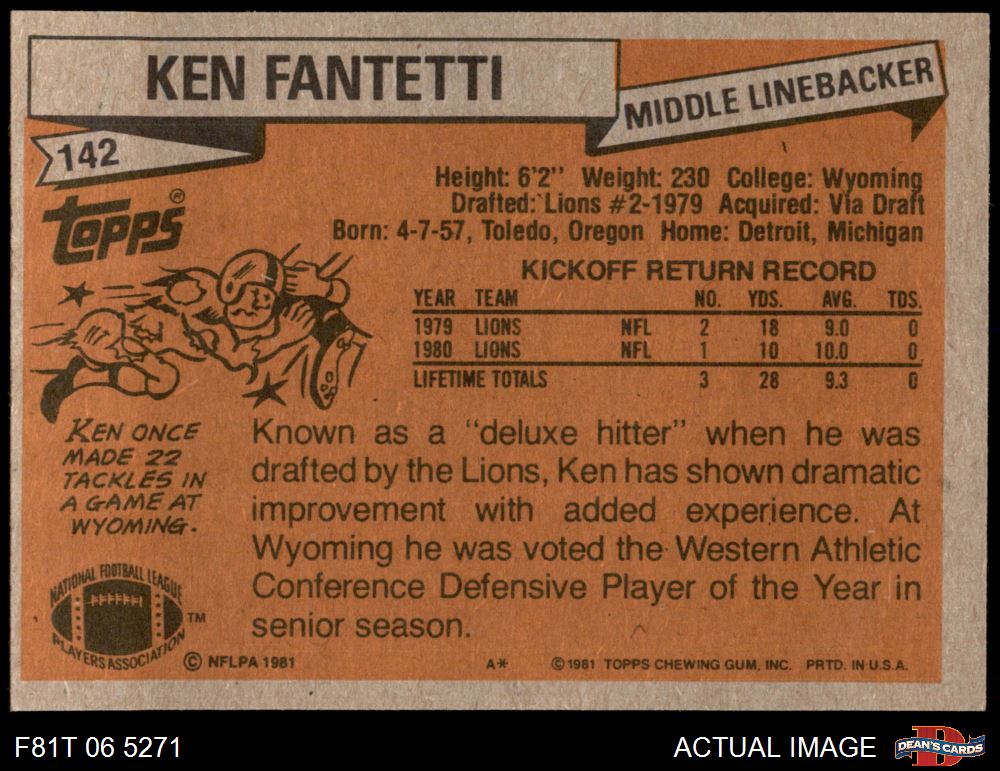 KEN FANTETTI
MIDDLE LINEBACKER
142
TOPPS®
Height: 6'2" Weight: 230 College: Wyoming
Drafted: Lions #2-1979 Acquired: Via Draft
Born: 4-7-57, Toledo, Oregon Home: Detroit, Michigan
KICKOFF RETURN RECORD
YEAR TEAM NO. YDS. AVG. TDS.
1979 LIONS NFL 2 18 9.0 0
1980 LIONS NFL 1 10 10.0 0
LIFETIME TOTALS 3 28 9.3 0
KEN ONCE
MADE 22
TACKLES IN
A GAME AT
WYOMING.
Known as a "deluxe hitter" when he was
drafted by the Lions, Ken has shown dramatic
improvement with added experience. At
Wyoming he was voted the Western Athletic
Conference Defensive Player of the Year in
senior season.
NATIONAL FOOTBALL LEAGUE
PLAYERS ASSOCIATION
TM
© NFLPA 1981
A*
© 1981 TOPPS CHEWING GUM, INC. PRTD. IN U.S.A.
F81T 06 5271
ACTUAL IMAGE
D
DEAN'S CARDS